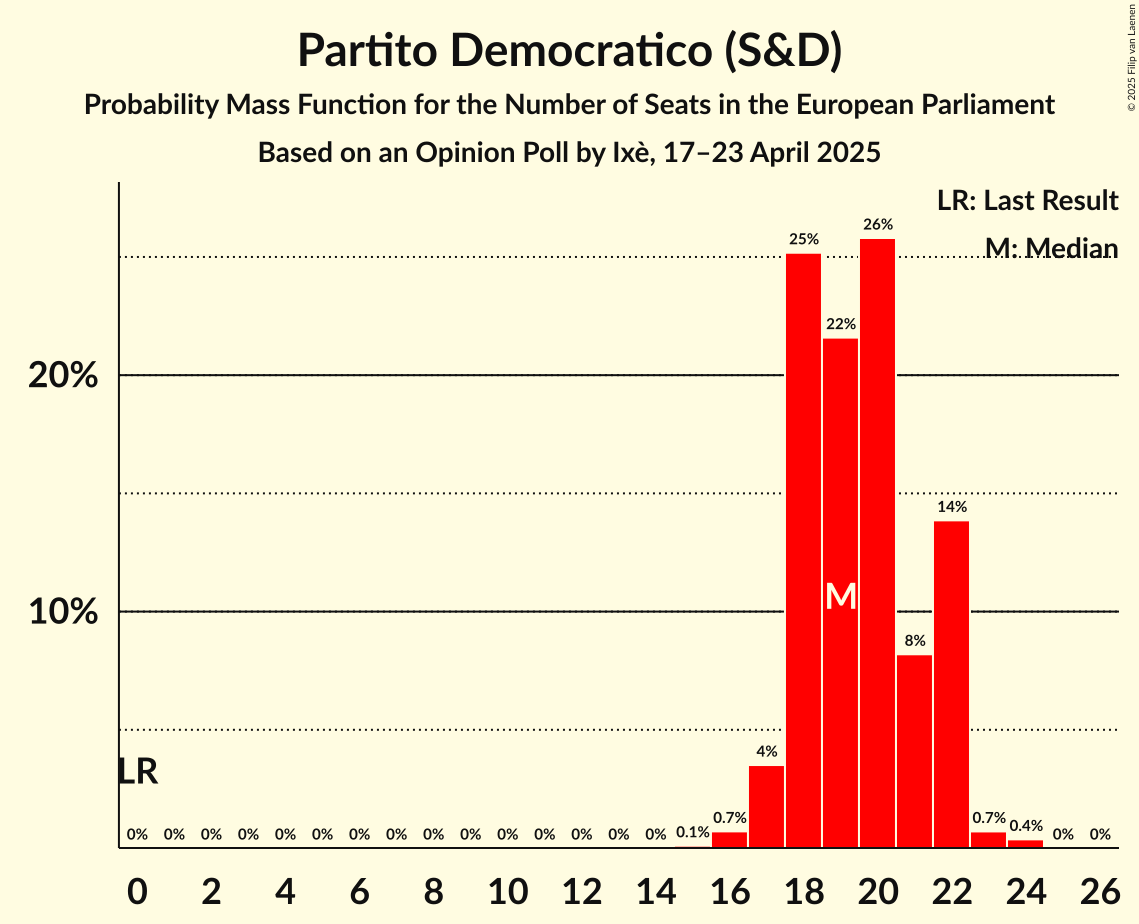 Partito Democratico (S&D)
Probability Mass Function for the Number of Seats in the European Parliament
Based on an Opinion Poll by Ixè, 17–23 April 2025
© 2025 Filip van Laenen
LR: Last Result
M: Median
26%
25%
22%
20%
14%
M
10%
8%
4%
LR
0% 0% 0% 0% 0% 0% 0% 0% 0% 0% 0% 0% 0% 0% 0% 0.1% 0.7% 0.7% 0.4% 0% 0%
0 2 4 6 8 10 12 14 16 18 20 22 24 26